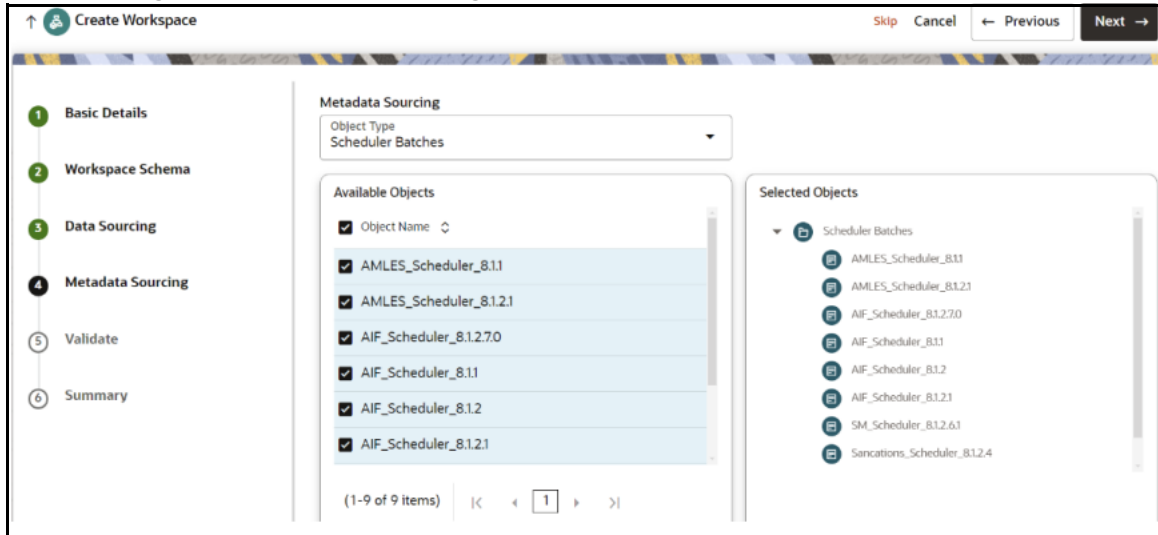 Create Workspace
Skip Cancel ← Previous Next →
1 Basic Details
2 Workspace Schema
3 Data Sourcing
4 Metadata Sourcing
5 Validate
6 Summary
Metadata Sourcing
Object Type
Scheduler Batches
Available Objects
Object Name
AMLES_Scheduler_8.1.1
AMLES_Scheduler_8.1.2.1
AIF_Scheduler_8.1.2.7.0
AIF_Scheduler_8.1.1
AIF_Scheduler_8.1.2
AIF_Scheduler_8.1.2.1
(1-9 of 9 items) 1
Selected Objects
Scheduler Batches
AMLES_Scheduler_8.1.1
AMLES_Scheduler_8.1.2.1
AIF_Scheduler_8.1.2.7.0
AIF_Scheduler_8.1.1
AIF_Scheduler_8.1.2
AIF_Scheduler_8.1.2.1
SM_Scheduler_8.1.2.6.1
Sancations_Scheduler_8.1.2.4